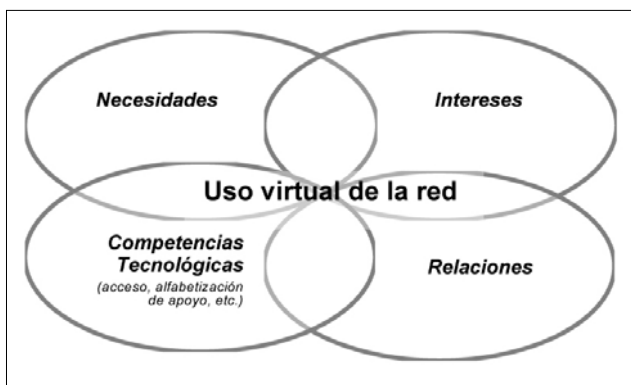 Necesidades
Intereses
Uso virtual de la red
Competencias
Tecnológicas
(acceso, alfabetización
de apoyo, etc.)
Relaciones